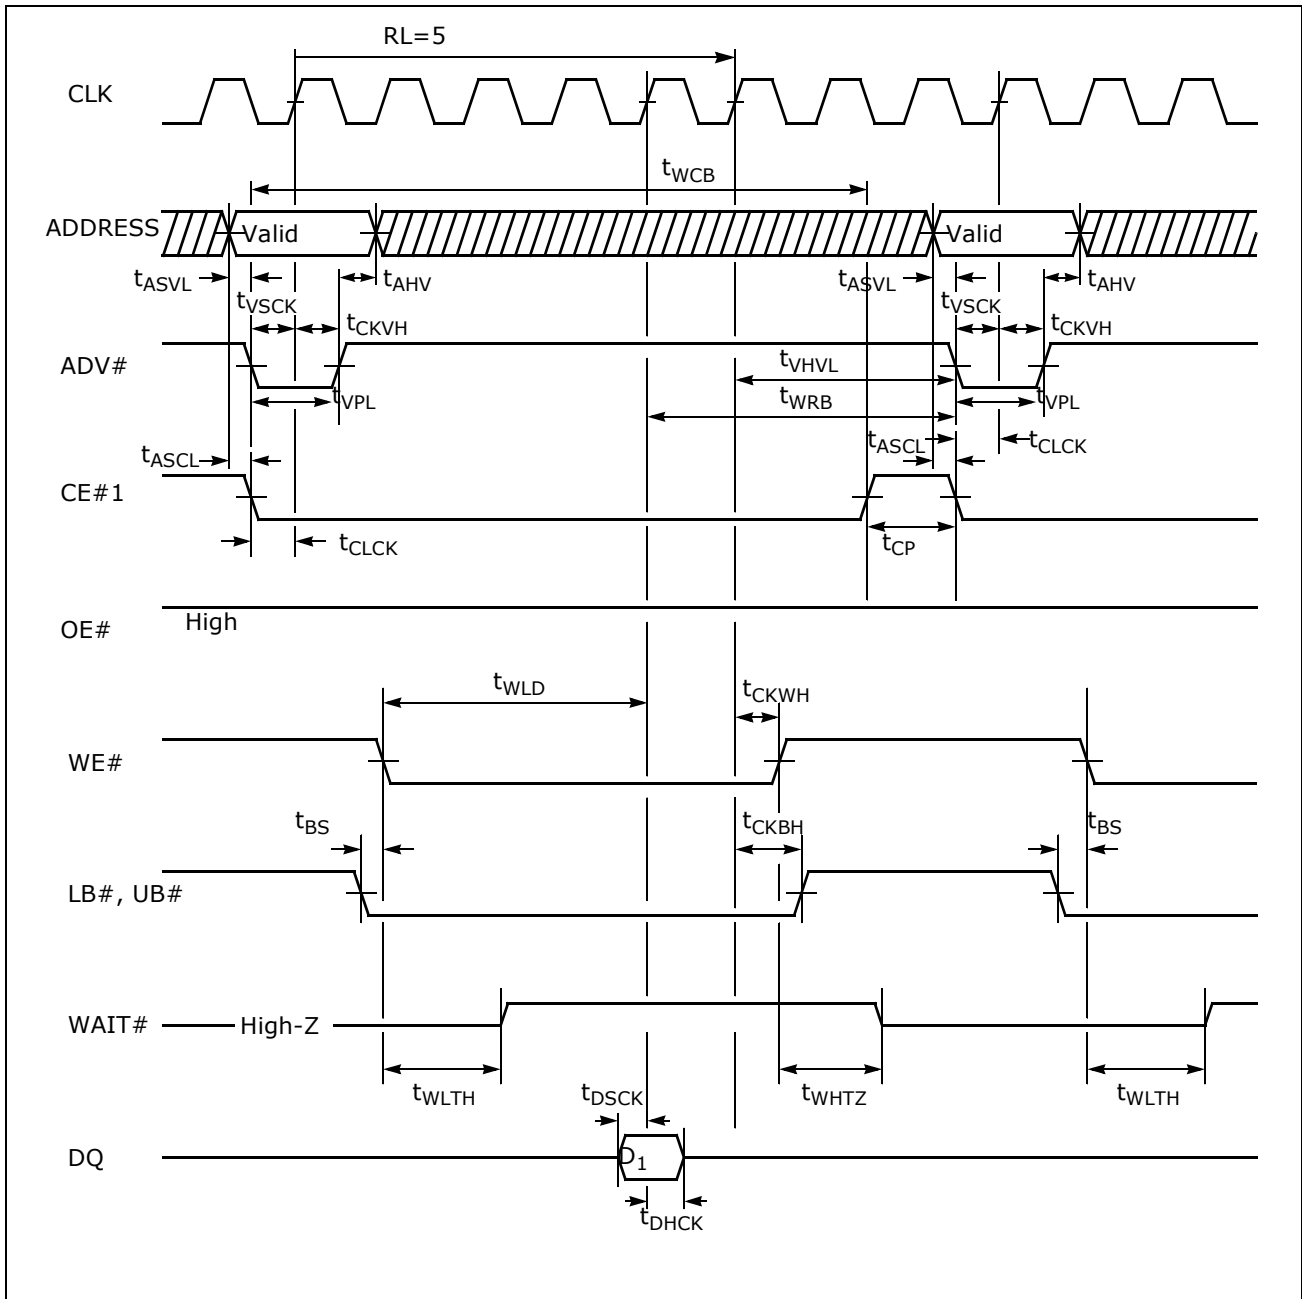 RL=5
CLK
tWCB
ADDRESS Valid Valid
tASVL tAHV tASVL tAHV
tVSCK tVSCK
tCKVH tCKVH
ADV# tVHVL
tVPL tWRB tVPL
tASCL tASCL tCLCK
CE#1
tCLCK tCP
OE# High
tWLD tCKWH
WE#
tBS tCKBH tBS
LB#, UB#
WAIT# High-Z
tWLTH tWHTZ tWLTH
tDSCK
DQ D1
tDHCK